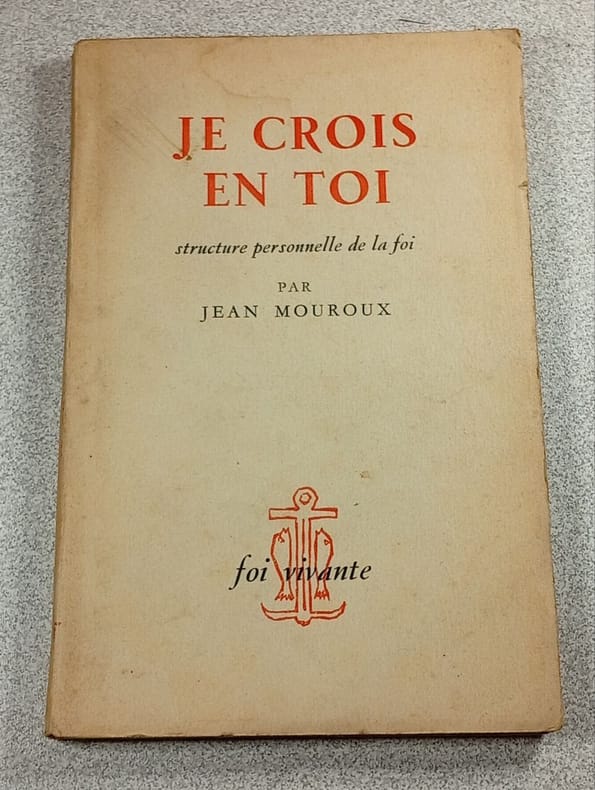 JE CROIS
EN TOI
structure personnelle de la foi
PAR
JEAN MOUROUX
foi vivante